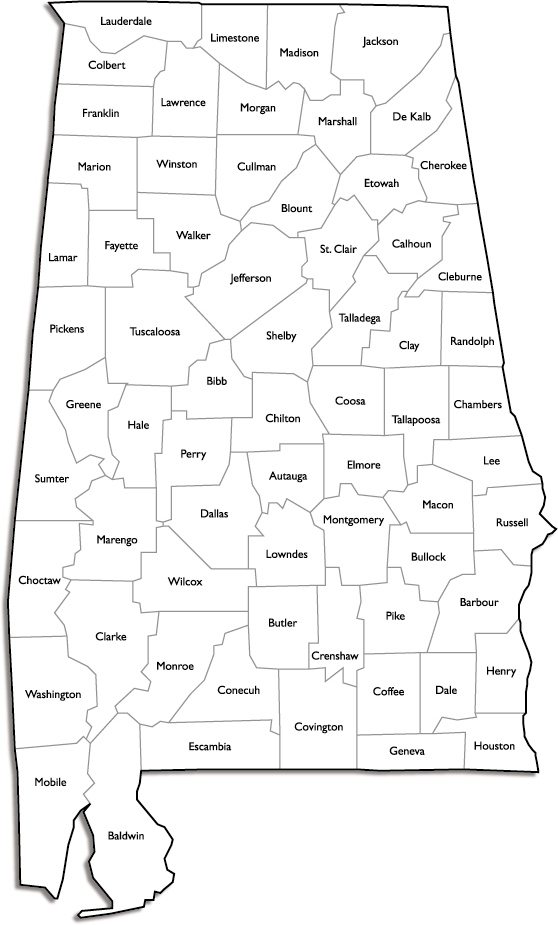 Lauderdale
Limestone
Madison
Jackson
Colbert
Lawrence
Franklin
Morgan
Marshall
De Kalb
Marion
Winston
Cullman
Cherokee
Etowah
Blount
Walker
Fayette
Lamar
St. Clair
Calhoun
Jefferson
Cleburne
Pickens
Tuscaloosa
Talladega
Shelby
Clay
Randolph
Bibb
Greene
Hale
Chilton
Coosa
Tallapoosa
Chambers
Perry
Sumter
Autauga
Elmore
Lee
Dallas
Montgomery
Macon
Russell
Marengo
Lowndes
Bullock
Choctaw
Wilcox
Barbour
Clarke
Butler
Pike
Crenshaw
Monroe
Henry
Washington
Conecuh
Coffee
Dale
Covington
Escambia
Geneva
Houston
Mobile
Baldwin